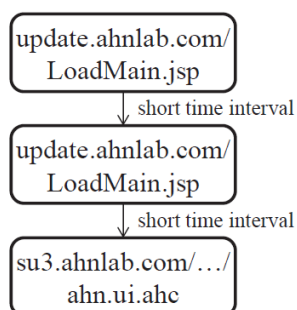 update.ahnlab.com/
LoadMain.jsp
short time interval
update.ahnlab.com/
LoadMain.jsp
short time interval
su3.ahnlab.com/…/
ahn.ui.ahc